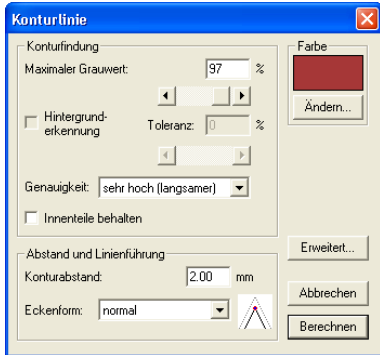 Konturlinie
Konturfindung
Maximaler Grauwert: 97 %
Hintergrund-
erkennung
Toleranz: 0 %
Genauigkeit: sehr hoch (langsamer)
Innenteile behalten
Abstand und Linienführung
Konturabstand: 2.00 mm
Eckenform: normal
Farbe
Ändern...
Erweitert...
Abbrechen
Berechnen